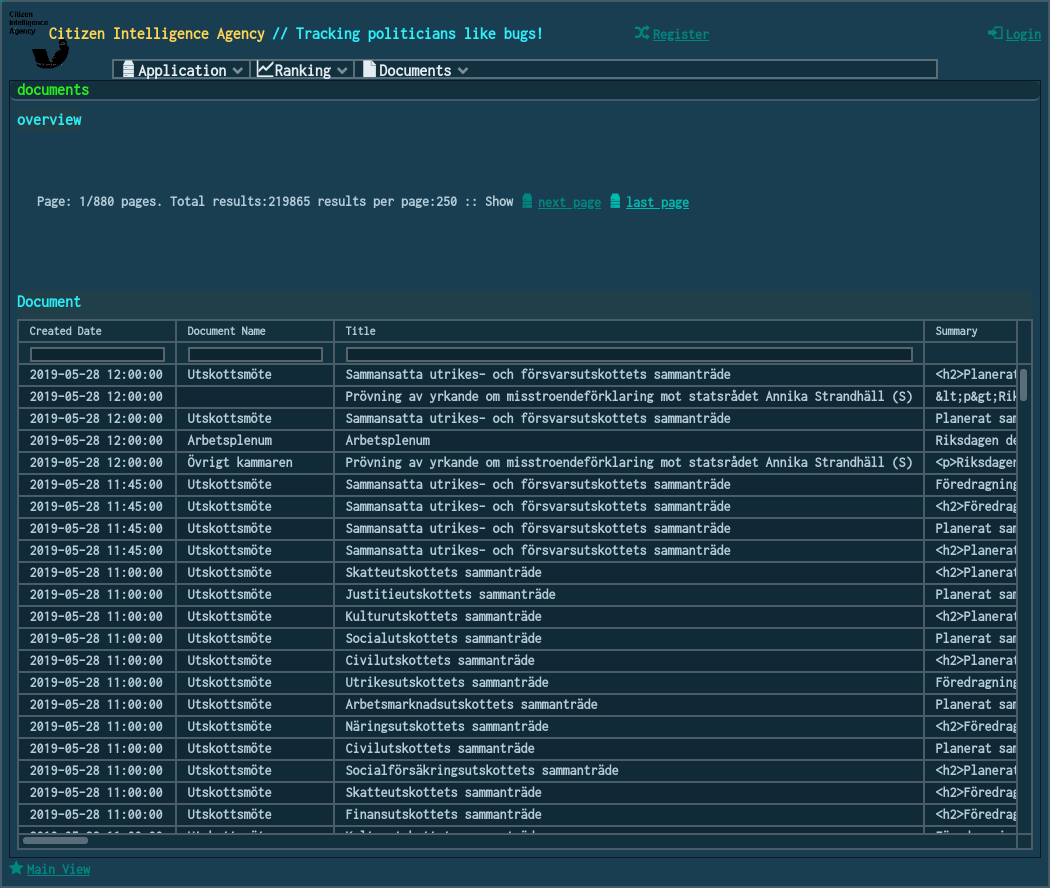 Citizen
Intelligence
Agency
Citizen Intelligence Agency // Tracking politicians like bugs!
Register
Login
Application Ranking Documents
documents
overview
Page: 1/880 pages. Total results:219865 results per page:250 :: Show next page last page
Document
Created Date Document Name Title Summary
2019-05-28 12:00:00 Utskottsmöte Sammansatta utrikes- och försvarsutskottets sammanträde <h2>Planerat
2019-05-28 12:00:00 Prövning av yrkande om misstroendeförklaring mot statsrådet Annika Strandhäll (S) &lt;p&gt;Rik
2019-05-28 12:00:00 Utskottsmöte Sammansatta utrikes- och försvarsutskottets sammanträde Planerat sam
2019-05-28 12:00:00 Arbetsplenum Arbetsplenum Riksdagen de
2019-05-28 12:00:00 Övrigt kammaren Prövning av yrkande om misstroendeförklaring mot statsrådet Annika Strandhäll (S) <p>Riksdagen
2019-05-28 11:45:00 Utskottsmöte Sammansatta utrikes- och försvarsutskottets sammanträde Föredragning
2019-05-28 11:45:00 Utskottsmöte Sammansatta utrikes- och försvarsutskottets sammanträde <h2>Föredrag
2019-05-28 11:45:00 Utskottsmöte Sammansatta utrikes- och försvarsutskottets sammanträde Planerat sam
2019-05-28 11:45:00 Utskottsmöte Sammansatta utrikes- och försvarsutskottets sammanträde <h2>Planerat
2019-05-28 11:00:00 Utskottsmöte Skatteutskottets sammanträde <h2>Planerat
2019-05-28 11:00:00 Utskottsmöte Justitieutskottets sammanträde Planerat sam
2019-05-28 11:00:00 Utskottsmöte Kulturutskottets sammanträde <h2>Planerat
2019-05-28 11:00:00 Utskottsmöte Socialutskottets sammanträde Planerat sam
2019-05-28 11:00:00 Utskottsmöte Civilutskottets sammanträde <h2>Planerat
2019-05-28 11:00:00 Utskottsmöte Utrikesutskottets sammanträde Föredragning
2019-05-28 11:00:00 Utskottsmöte Arbetsmarknadsutskottets sammanträde Planerat sam
2019-05-28 11:00:00 Utskottsmöte Näringsutskottets sammanträde <h2>Föredrag
2019-05-28 11:00:00 Utskottsmöte Civilutskottets sammanträde Planerat sam
2019-05-28 11:00:00 Utskottsmöte Socialförsäkringsutskottets sammanträde <h2>Planerat
2019-05-28 11:00:00 Utskottsmöte Skatteutskottets sammanträde <h2>Föredrag
2019-05-28 11:00:00 Utskottsmöte Finansutskottets sammanträde <h2>Föredrag
Main View